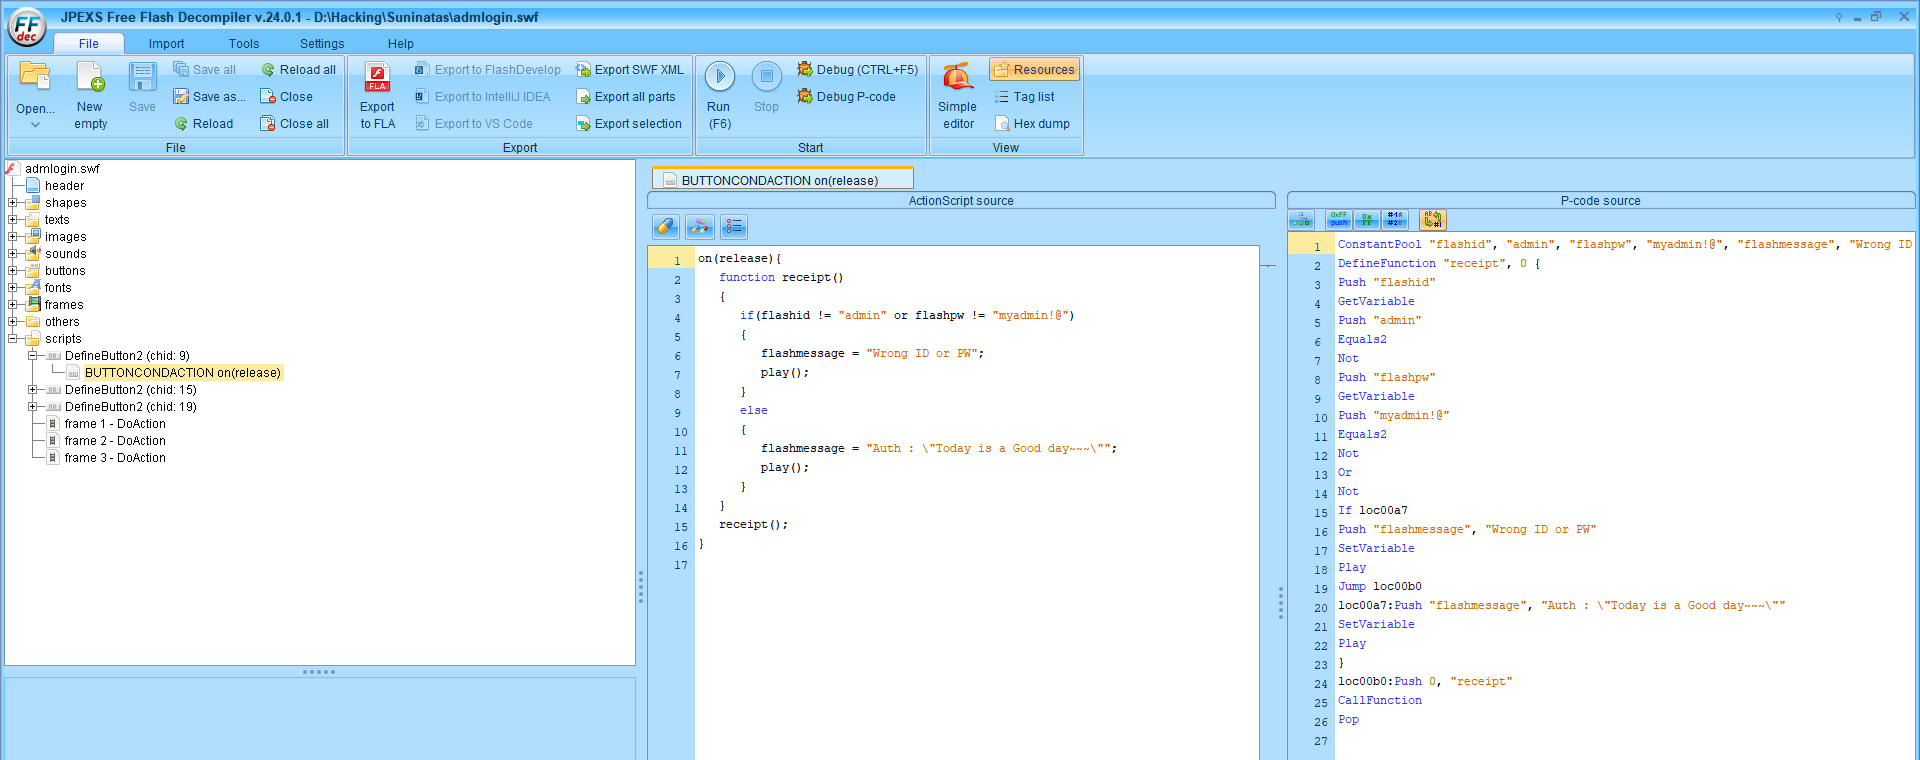 JPEXS Free Flash Decompiler v.24.0.1 - D:\Hacking\Suninatas\admlogin.swf
FF
dec
File Import Tools Settings Help
Open...
New
empty
Save
Save all
Save as...
Reload
Reload all
Close
Close all
File
FLA
Export
to FLA
Export to FlashDevelop
Export to IntelliJ IDEA
Export to VS Code
Export SWF XML
Export all parts
Export selection
Export
Run
(F6)
Stop
Debug (CTRL+F5)
Debug P-code
Start
Simple
editor
Resources
Tag list
Hex dump
View
admlogin.swf
header
shapes
texts
images
sounds
buttons
fonts
frames
others
scripts
DefineButton2 (chid: 9)
BUTTONCONDACTION on(release)
DefineButton2 (chid: 15)
DefineButton2 (chid: 19)
frame 1 - DoAction
frame 2 - DoAction
frame 3 - DoAction
BUTTONCONDACTION on(release)
ActionScript source
1 on(release){
2 function receipt()
3 {
4 if(flashid != "admin" or flashpw != "myadmin!@")
5 {
6 flashmessage = "Wrong ID or PW";
7 play();
8 }
9 else
10 {
11 flashmessage = "Auth : \"Today is a Good day~~~\"";
12 play();
13 }
14 }
15 receipt();
16 }
17
P-code source
1 ConstantPool "flashid", "admin", "flashpw", "myadmin!@", "flashmessage", "Wrong ID
2 DefineFunction "receipt", 0 {
3 Push "flashid"
4 GetVariable
5 Push "admin"
6 Equals2
7 Not
8 Push "flashpw"
9 GetVariable
10 Push "myadmin!@"
11 Equals2
12 Not
13 Or
14 Not
15 If loc00a7
16 Push "flashmessage", "Wrong ID or PW"
17 SetVariable
18 Play
19 Jump loc00b0
20 loc00a7:Push "flashmessage", "Auth : \"Today is a Good day~~~\""
21 SetVariable
22 Play
23 }
24 loc00b0:Push 0, "receipt"
25 CallFunction
26 Pop
27